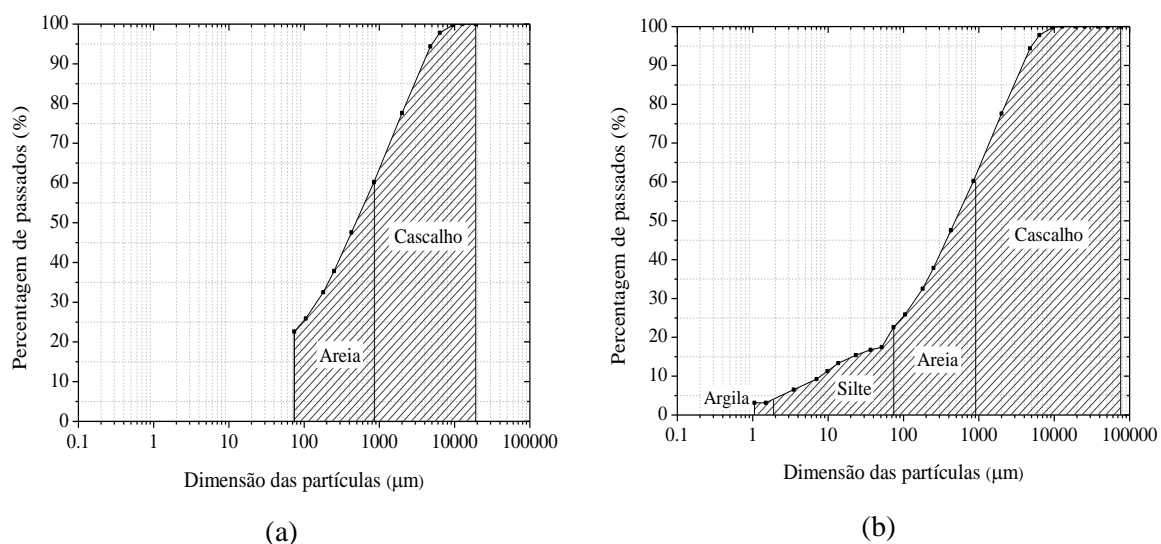 100
90
80
70
60
50
40
30
20
10
0
Percentagem de passados (%)
Cascalho
Areia
0.1 1 10 100 1000 10000 100000
Dimensão das partículas (μm)
(a)
100
90
80
70
60
50
40
30
20
10
0
Percentagem de passados (%)
Cascalho
Areia
Silte
Argila
0.1 1 10 100 1000 10000 100000
Dimensão das partículas (μm)
(b)